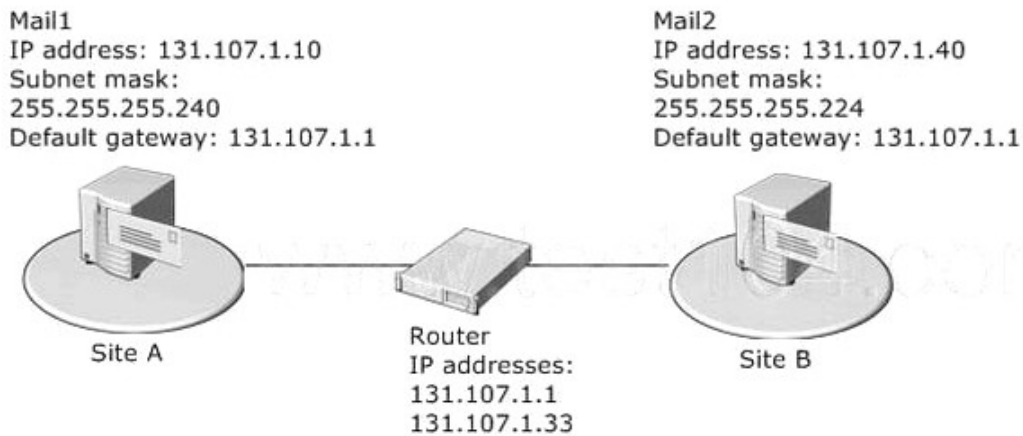 Mail1
IP address: 131.107.1.10
Subnet mask:
255.255.255.240
Default gateway: 131.107.1.1
Mail2
IP address: 131.107.1.40
Subnet mask:
255.255.255.224
Default gateway: 131.107.1.1
Site A
Router
IP addresses:
131.107.1.1
131.107.1.33
Site B